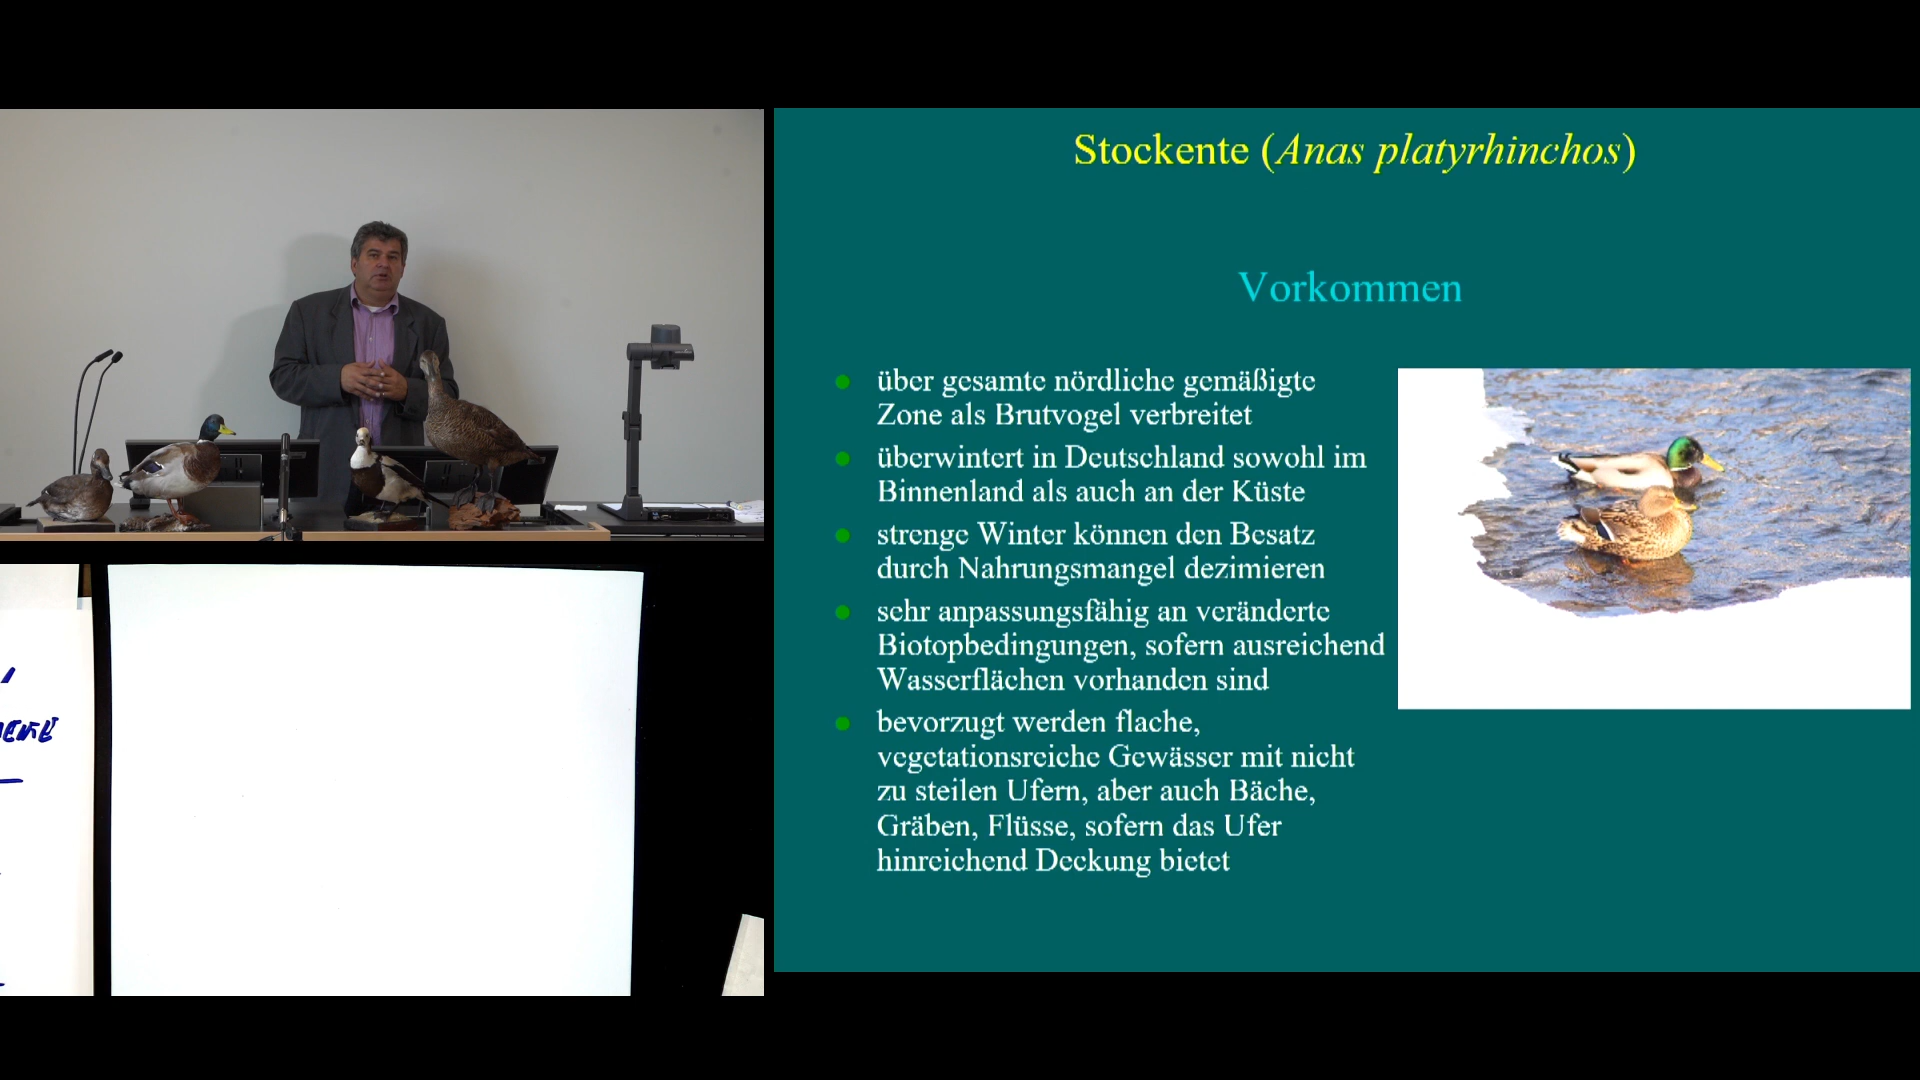 Stockente (Anas platyrhinchos)
Vorkommen
über gesamte nördliche gemäßigte
Zone als Brutvogel verbreitet
überwintert in Deutschland sowohl im
Binnenland als auch an der Küste
strenge Winter können den Besatz
durch Nahrungsmangel dezimieren
sehr anpassungsfähig an veränderte
Biotopbedingungen, sofern ausreichend
Wasserflächen vorhanden sind
bevorzugt werden flache,
vegetationsreiche Gewässer mit nicht
zu steilen Ufern, aber auch Bäche,
Gräben, Flüsse, sofern das Ufer
hinreichend Deckung bietet